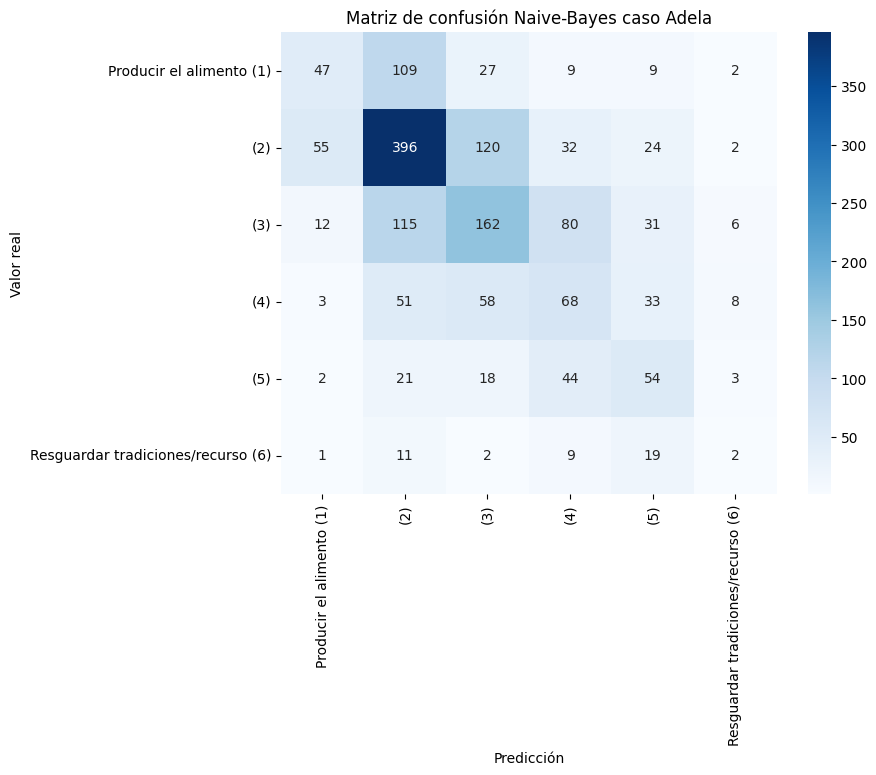 Matriz de confusión Naive-Bayes caso Adela
Valor real
Producir el alimento (1) 47 109 27 9 9 2
(2) 55 396 120 32 24 2
(3) 12 115 162 80 31 6
(4) 3 51 58 68 33 8
(5) 2 21 18 44 54 3
Resguardar tradiciones/recurso (6) 1 11 2 9 19 2
Producir el alimento (1)
(2)
(3)
(4)
(5)
Resguardar tradiciones/recurso (6)
Predicción
350
300
250
200
150
100
50